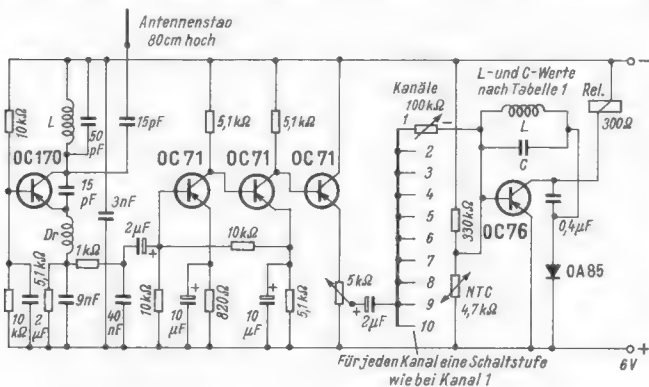 Antennenstab
80cm hoch
L- und C-Werte
nach Tabelle 1
Rel.
300Ω
Kanäle
100kΩ
1
2
3
4
5
6
7
8
9
10
10kΩ
L
50
pF
15pF
5,1kΩ
5,1kΩ
OC170
OC71
OC71
OC71
15
pF
3nF
Dr
1kΩ
2µF
+
10kΩ
5,1kΩ
10
kΩ
2
µF
9nF
40
nF
10kΩ
10
µF
+
820Ω
10
µF
+
5,1kΩ
5kΩ
+
2µF
330kΩ
NTC
4,7kΩ
L
C
OC76
0,4µF
OA85
Für jeden Kanal eine Schaltstufe
wie bei Kanal 1
−
+
6V